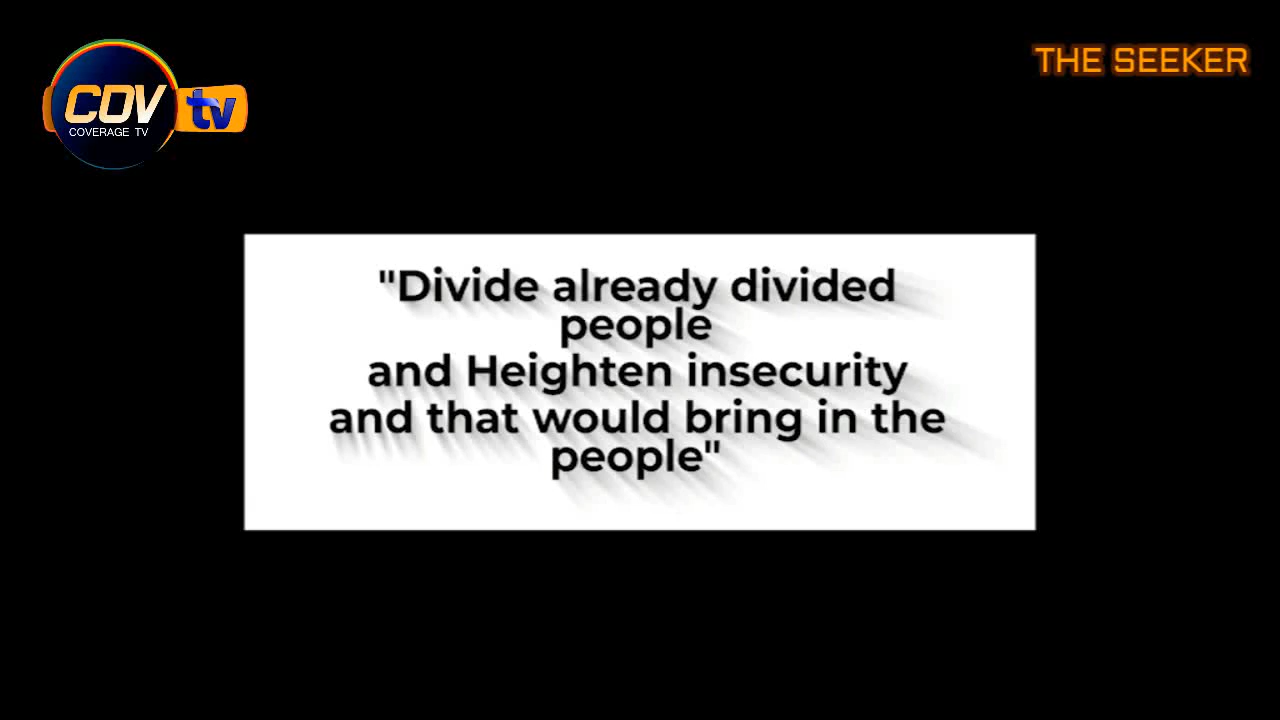 COV
COVERAGE TV
tv
THE SEEKER
"Divide already divided
people
and Heighten insecurity
and that would bring in the
people"